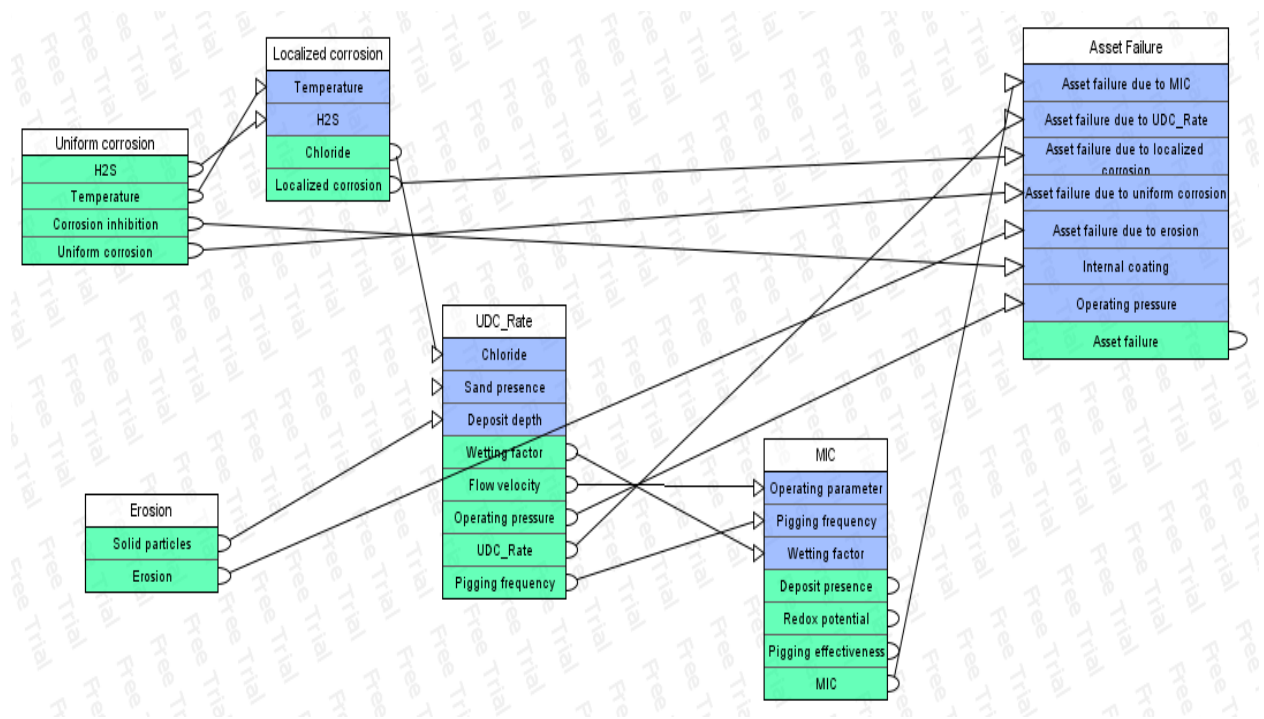 Localized corrosion
Temperature
H2S
Chloride
Localized corrosion
Uniform corrosion
H2S
Temperature
Corrosion inhibition
Uniform corrosion
Asset Failure
Asset failure due to MIC
Asset failure due to UDC_Rate
Asset failure due to localized
corrosion
Asset failure due to uniform corrosion
Asset failure due to erosion
Internal coating
Operating pressure
Asset failure
UDC_Rate
Chloride
Sand presence
Deposit depth
Wetting factor
Flow velocity
Operating pressure
UDC_Rate
Pigging frequency
Erosion
Solid particles
Erosion
MIC
Operating parameter
Pigging frequency
Wetting factor
Deposit presence
Redox potential
Pigging effectiveness
MIC
Free Trial